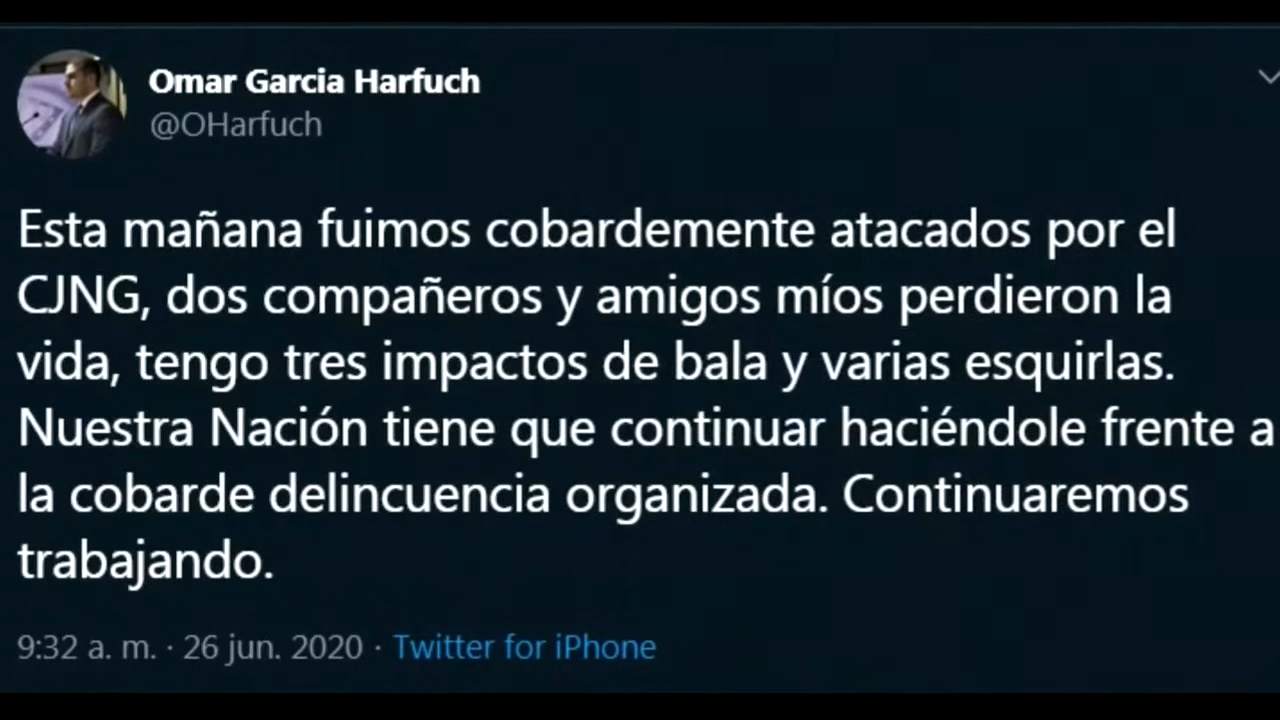 Omar Garcia Harfuch
@OHarfuch
Esta mañana fuimos cobardemente atacados por el
CJNG, dos compañeros y amigos míos perdieron la
vida, tengo tres impactos de bala y varias esquirlas.
Nuestra Nación tiene que continuar haciéndole frente a
la cobarde delincuencia organizada. Continuaremos
trabajando.
9:32 a. m. · 26 jun. 2020 · Twitter for iPhone